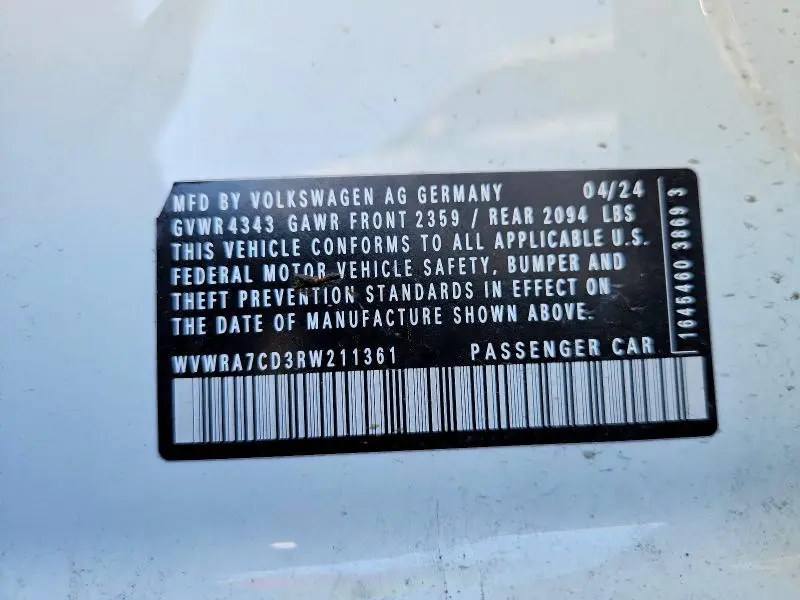 MFD BY VOLKSWAGEN AG GERMANY 04/24
GVWR 4343 GAWR FRONT 2359 / REAR 2094 LBS
THIS VEHICLE CONFORMS TO ALL APPLICABLE U.S.
FEDERAL MOTOR VEHICLE SAFETY, BUMPER AND
THEFT PREVENTION STANDARDS IN EFFECT ON
THE DATE OF MANUFACTURE SHOWN ABOVE.
WVWRA7CD3RW211361 PASSENGER CAR
1645460 3869 3